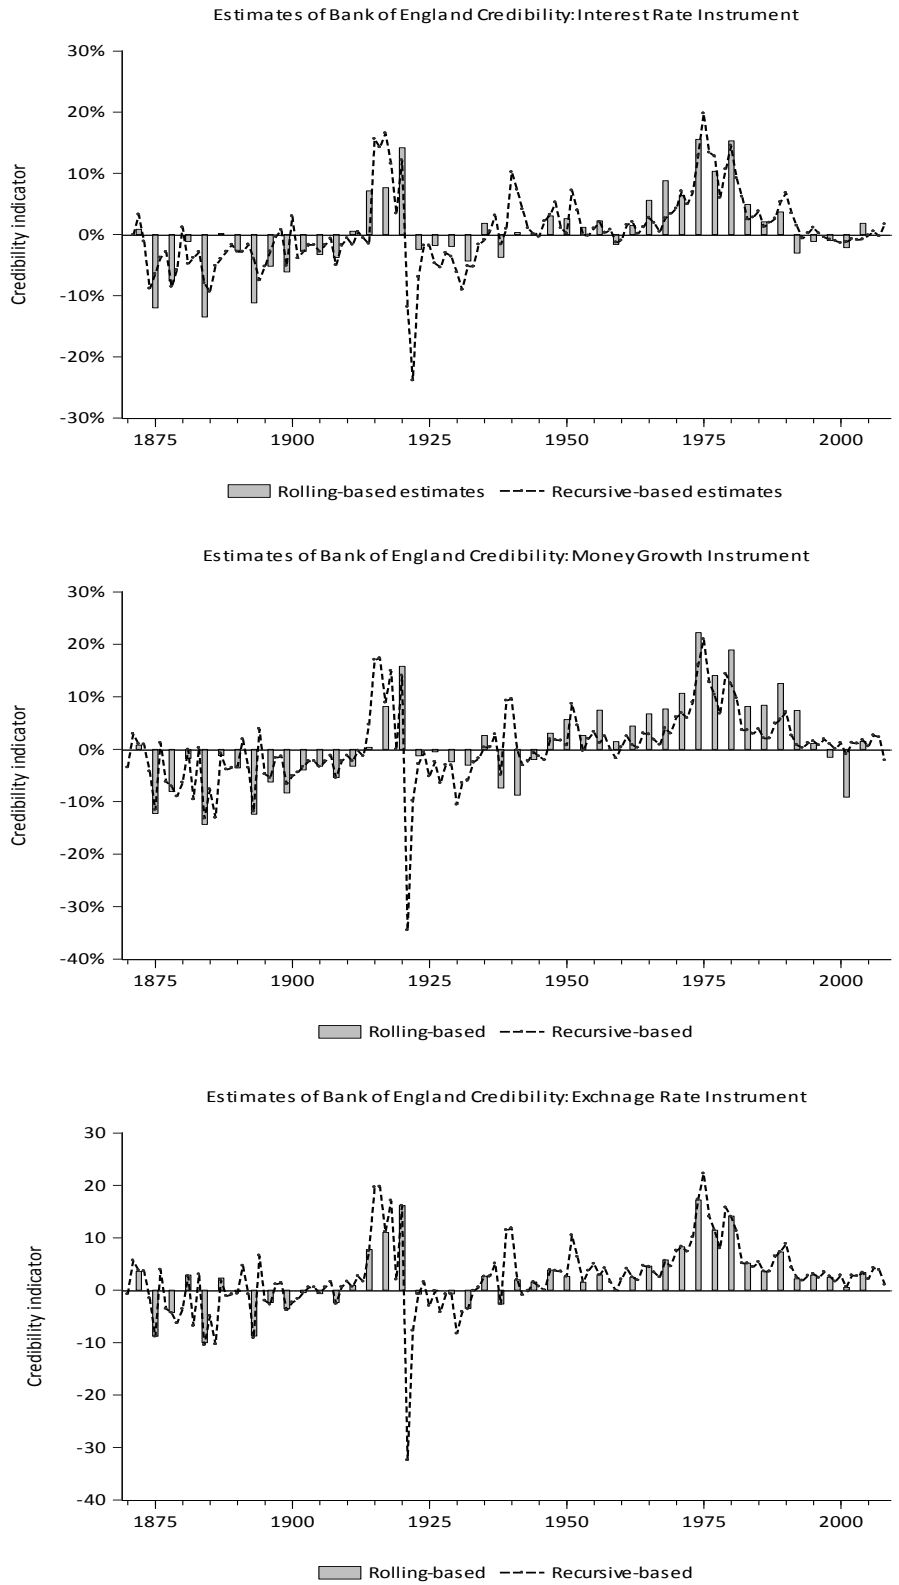 Estimates of Bank of England Credibility: Interest Rate Instrument
30%
20%
10%
0%
-10%
-20%
-30%
Credibility indicator
1875 1900 1925 1950 1975 2000
Rolling-based estimates Recursive-based estimates
Estimates of Bank of England Credibility: Money Growth Instrument
30%
20%
10%
0%
-10%
-20%
-30%
-40%
Credibility indicator
1875 1900 1925 1950 1975 2000
Rolling-based Recursive-based
Estimates of Bank of England Credibility: Exchnage Rate Instrument
30
20
10
0
-10
-20
-30
-40
Credibility indicator
1875 1900 1925 1950 1975 2000
Rolling-based Recursive-based